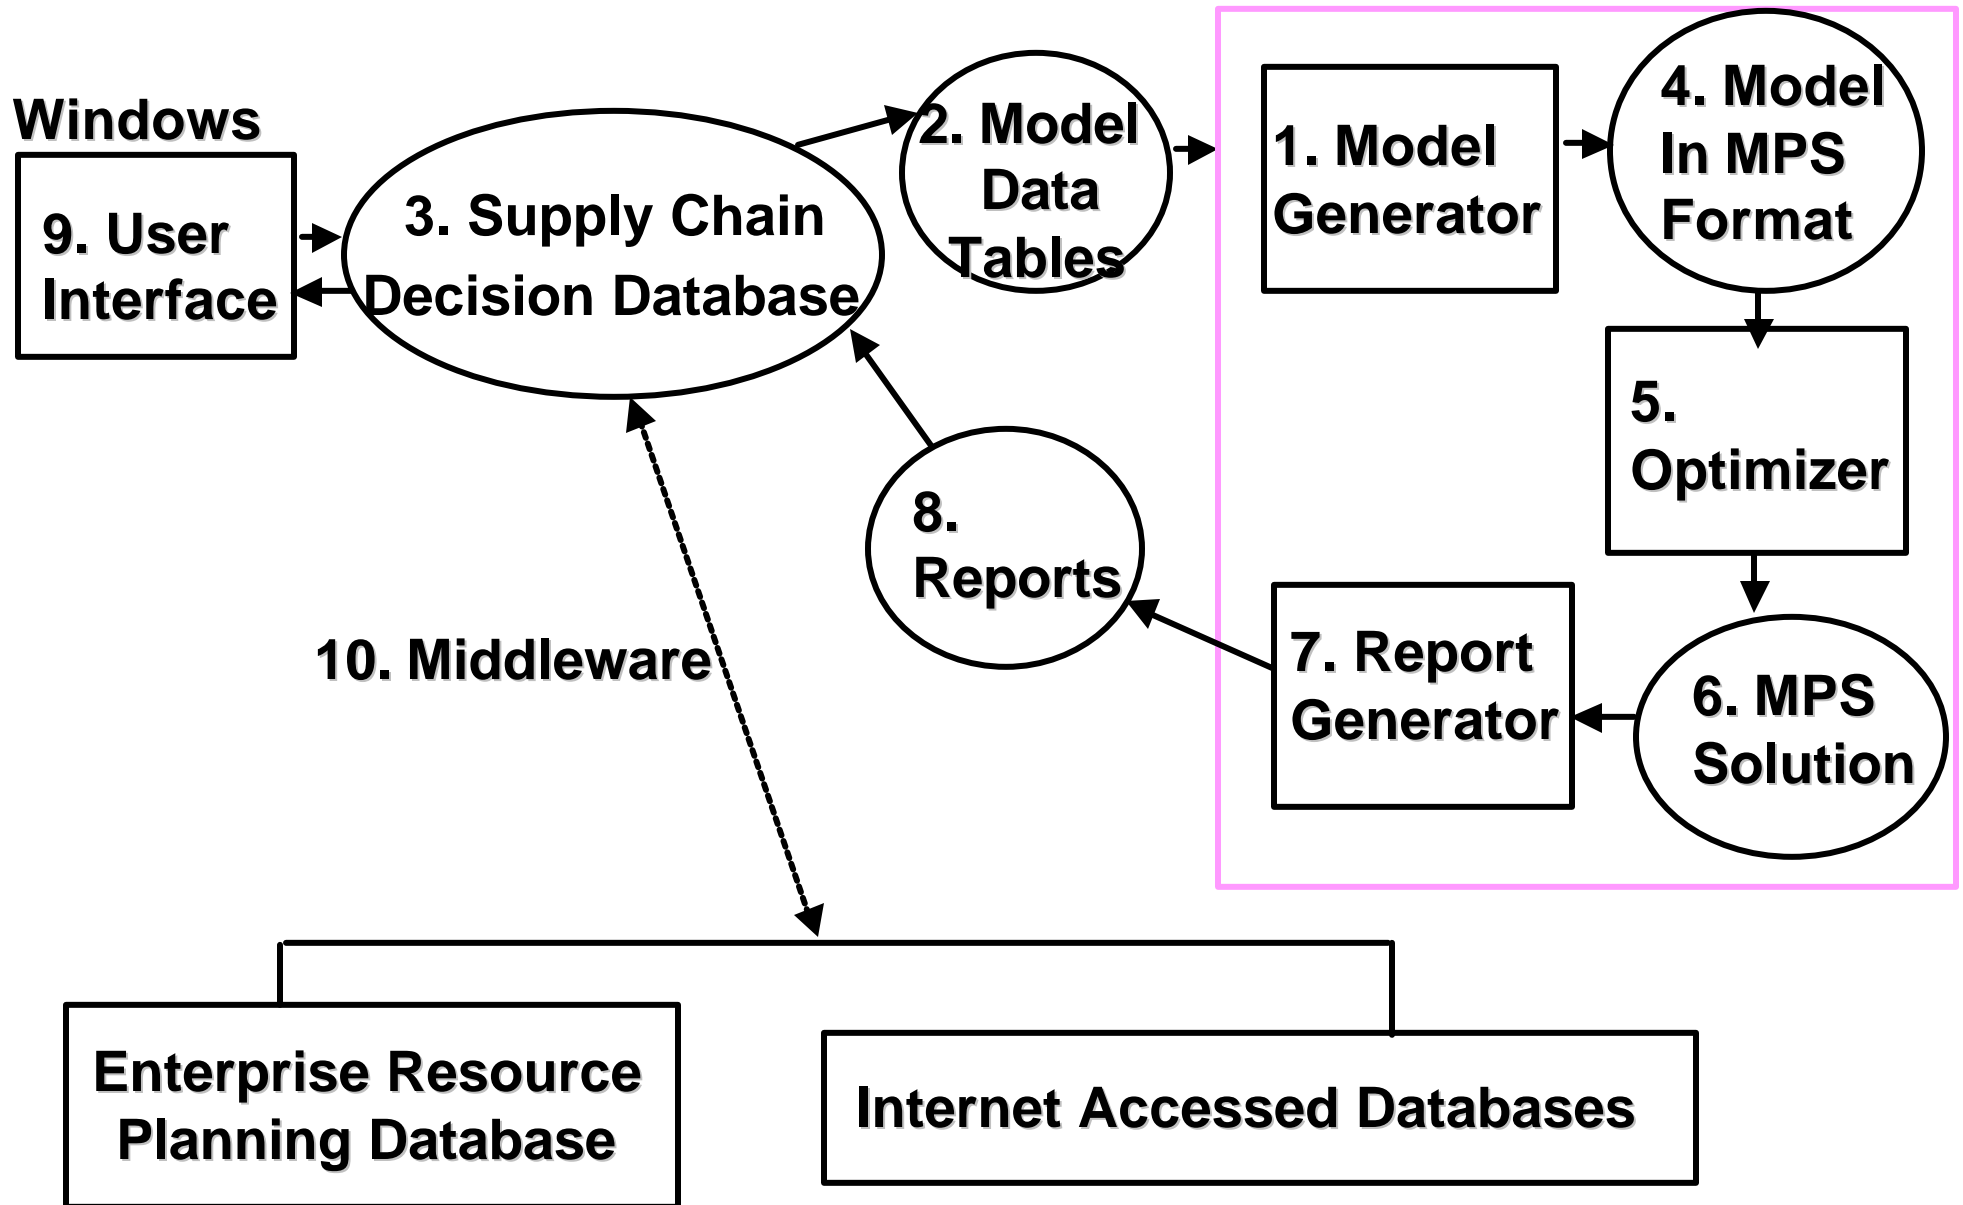 Windows
9. User
Interface
3. Supply Chain
Decision Database
2. Model
Data
Tables
1. Model
Generator
4. Model
In MPS
Format
5.
Optimizer
6. MPS
Solution
7. Report
Generator
8.
Reports
10. Middleware
Enterprise Resource
Planning Database
Internet Accessed Databases